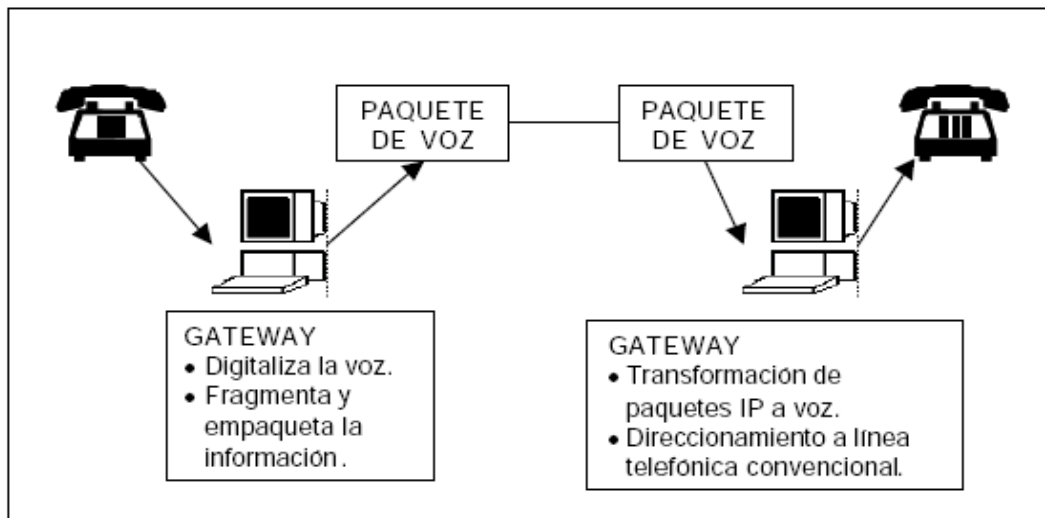 PAQUETE
DE VOZ
PAQUETE
DE VOZ
GATEWAY
• Digitaliza la voz.
• Fragmenta y
empaqueta la
información.
GATEWAY
• Transformación de
paquetes IP a voz.
• Direccionamiento a línea
telefónica convencional.